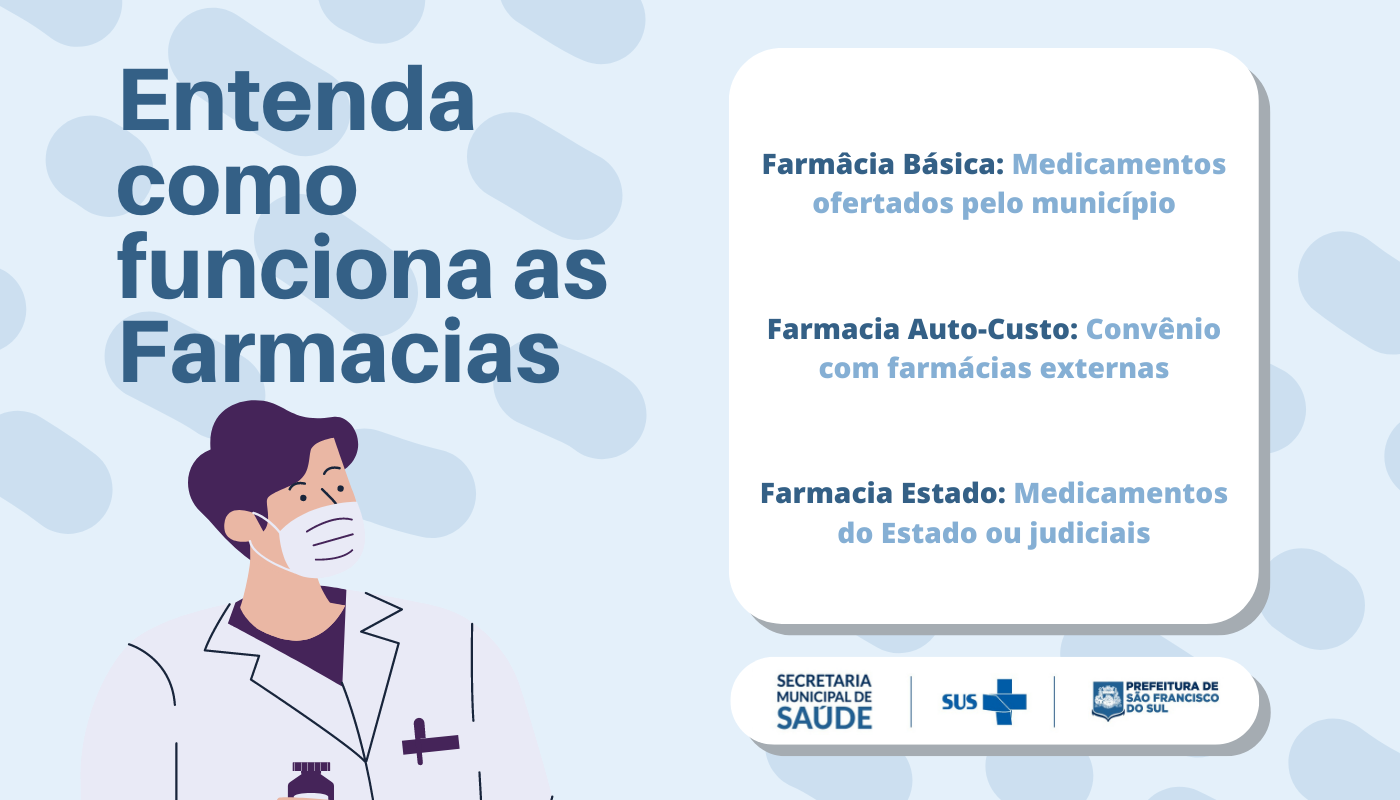 Entenda
como
funciona as
Farmacias
Farmâcia Básica: Medicamentos
ofertados pelo município
Farmacia Auto-Custo: Convênio
com farmácias externas
Farmacia Estado: Medicamentos
do Estado ou judiciais
SECRETARIA
MUNICIPAL DE
SAÚDE
SUS
PREFEITURA DE
SÃO FRANCISCO
DO SUL